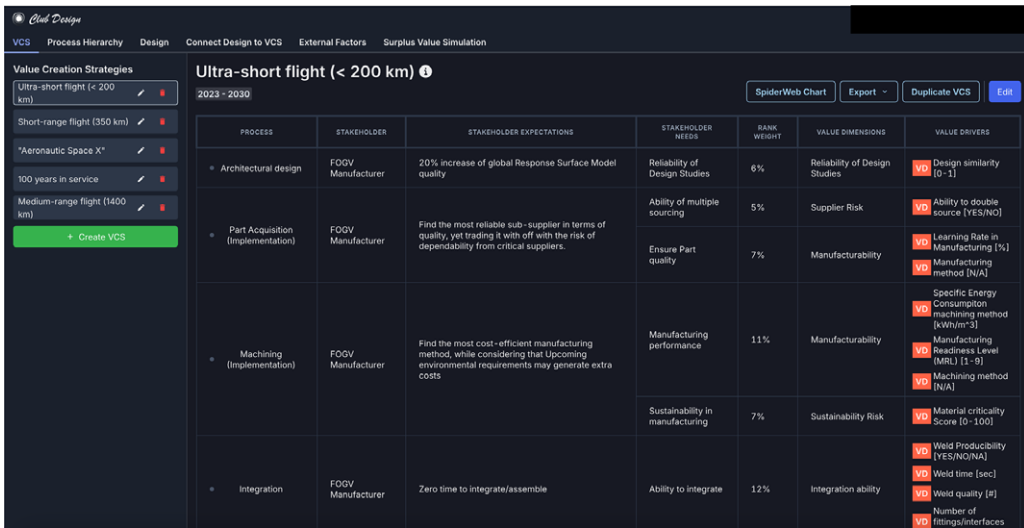 Club Design
VCS Process Hierarchy Design Connect Design to VCS External Factors Surplus Value Simulation
Value Creation Strategies
Ultra-short flight (< 200
km)
Short-range flight (350 km)
"Aeronautic Space X"
100 years in service
Medium-range flight (1400
km)
+ Create VCS
Ultra-short flight (< 200 km)
2023 - 2030
SpiderWeb Chart
Export
Duplicate VCS
Edit
PROCESS
STAKEHOLDER
STAKEHOLDER EXPECTATIONS
STAKEHOLDER
NEEDS
RANK
WEIGHT
VALUE DIMENSIONS
VALUE DRIVERS
Architectural design
FOGV
Manufacturer
20% increase of global Response Surface Model
quality
Reliability of
Design Studies
6%
Reliability of Design
Studies
VD Design similarity
[0-1]
Part Acquisition
(Implementation)
FOGV
Manufacturer
Find the most reliable sub-supplier in terms of
quality, yet trading it with off with the risk of
dependability from critical suppliers.
Ability of multiple
sourcing
5%
Supplier Risk
VD Ability to double
source [YES/NO]
Ensure Part
quality
7%
Manufacturability
VD Learning Rate in
Manufacturing [%]
VD Manufacturing
method [N/A]
Machining
(Implementation)
FOGV
Manufacturer
Find the most cost-efficient manufacturing
method, while considering that Upcoming
environmental requirements may generate extra
costs
Manufacturing
performance
11%
Manufacturability
VD Specific Energy
Consumpiton
machining method
[kWh/m^3]
VD Manufacturing
Readiness Level
(MRL) [1-9]
VD Machining method
[N/A]
Sustainability in
manufacturing
7%
Sustainability Risk
VD Material criticality
Score [0-100]
Integration
FOGV
Manufacturer
Zero time to integrate/assemble
Ability to integrate
12%
Integration ability
VD Weld Producibility
[YES/NO/NA]
VD Weld time [sec]
VD Weld quality [#]
VD Number of
fittings/interfaces